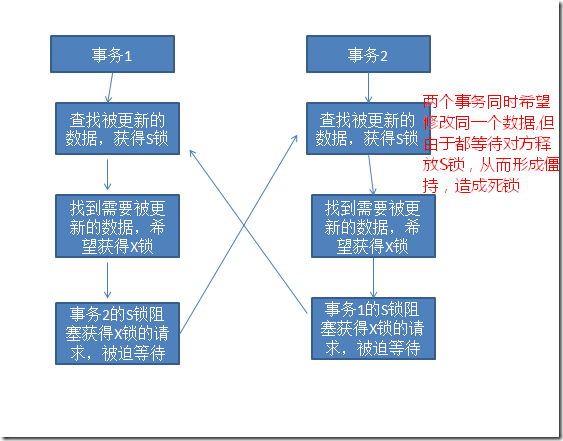 事务1
查找被更新的
数据，获得S锁
找到需要被更
新的数据，希
望获得X锁
事务2的S锁阻
塞获得X锁的请
求，被迫等待
事务2
查找被更新的
数据，获得S锁
找到需要被更
新的数据，希
望获得X锁
事务1的S锁阻
塞获得X锁的请
求，被迫等待
两个事务同时希望
修改同一个数据,但
由于都等待对方释
放S锁，从而形成僵
持，造成死锁